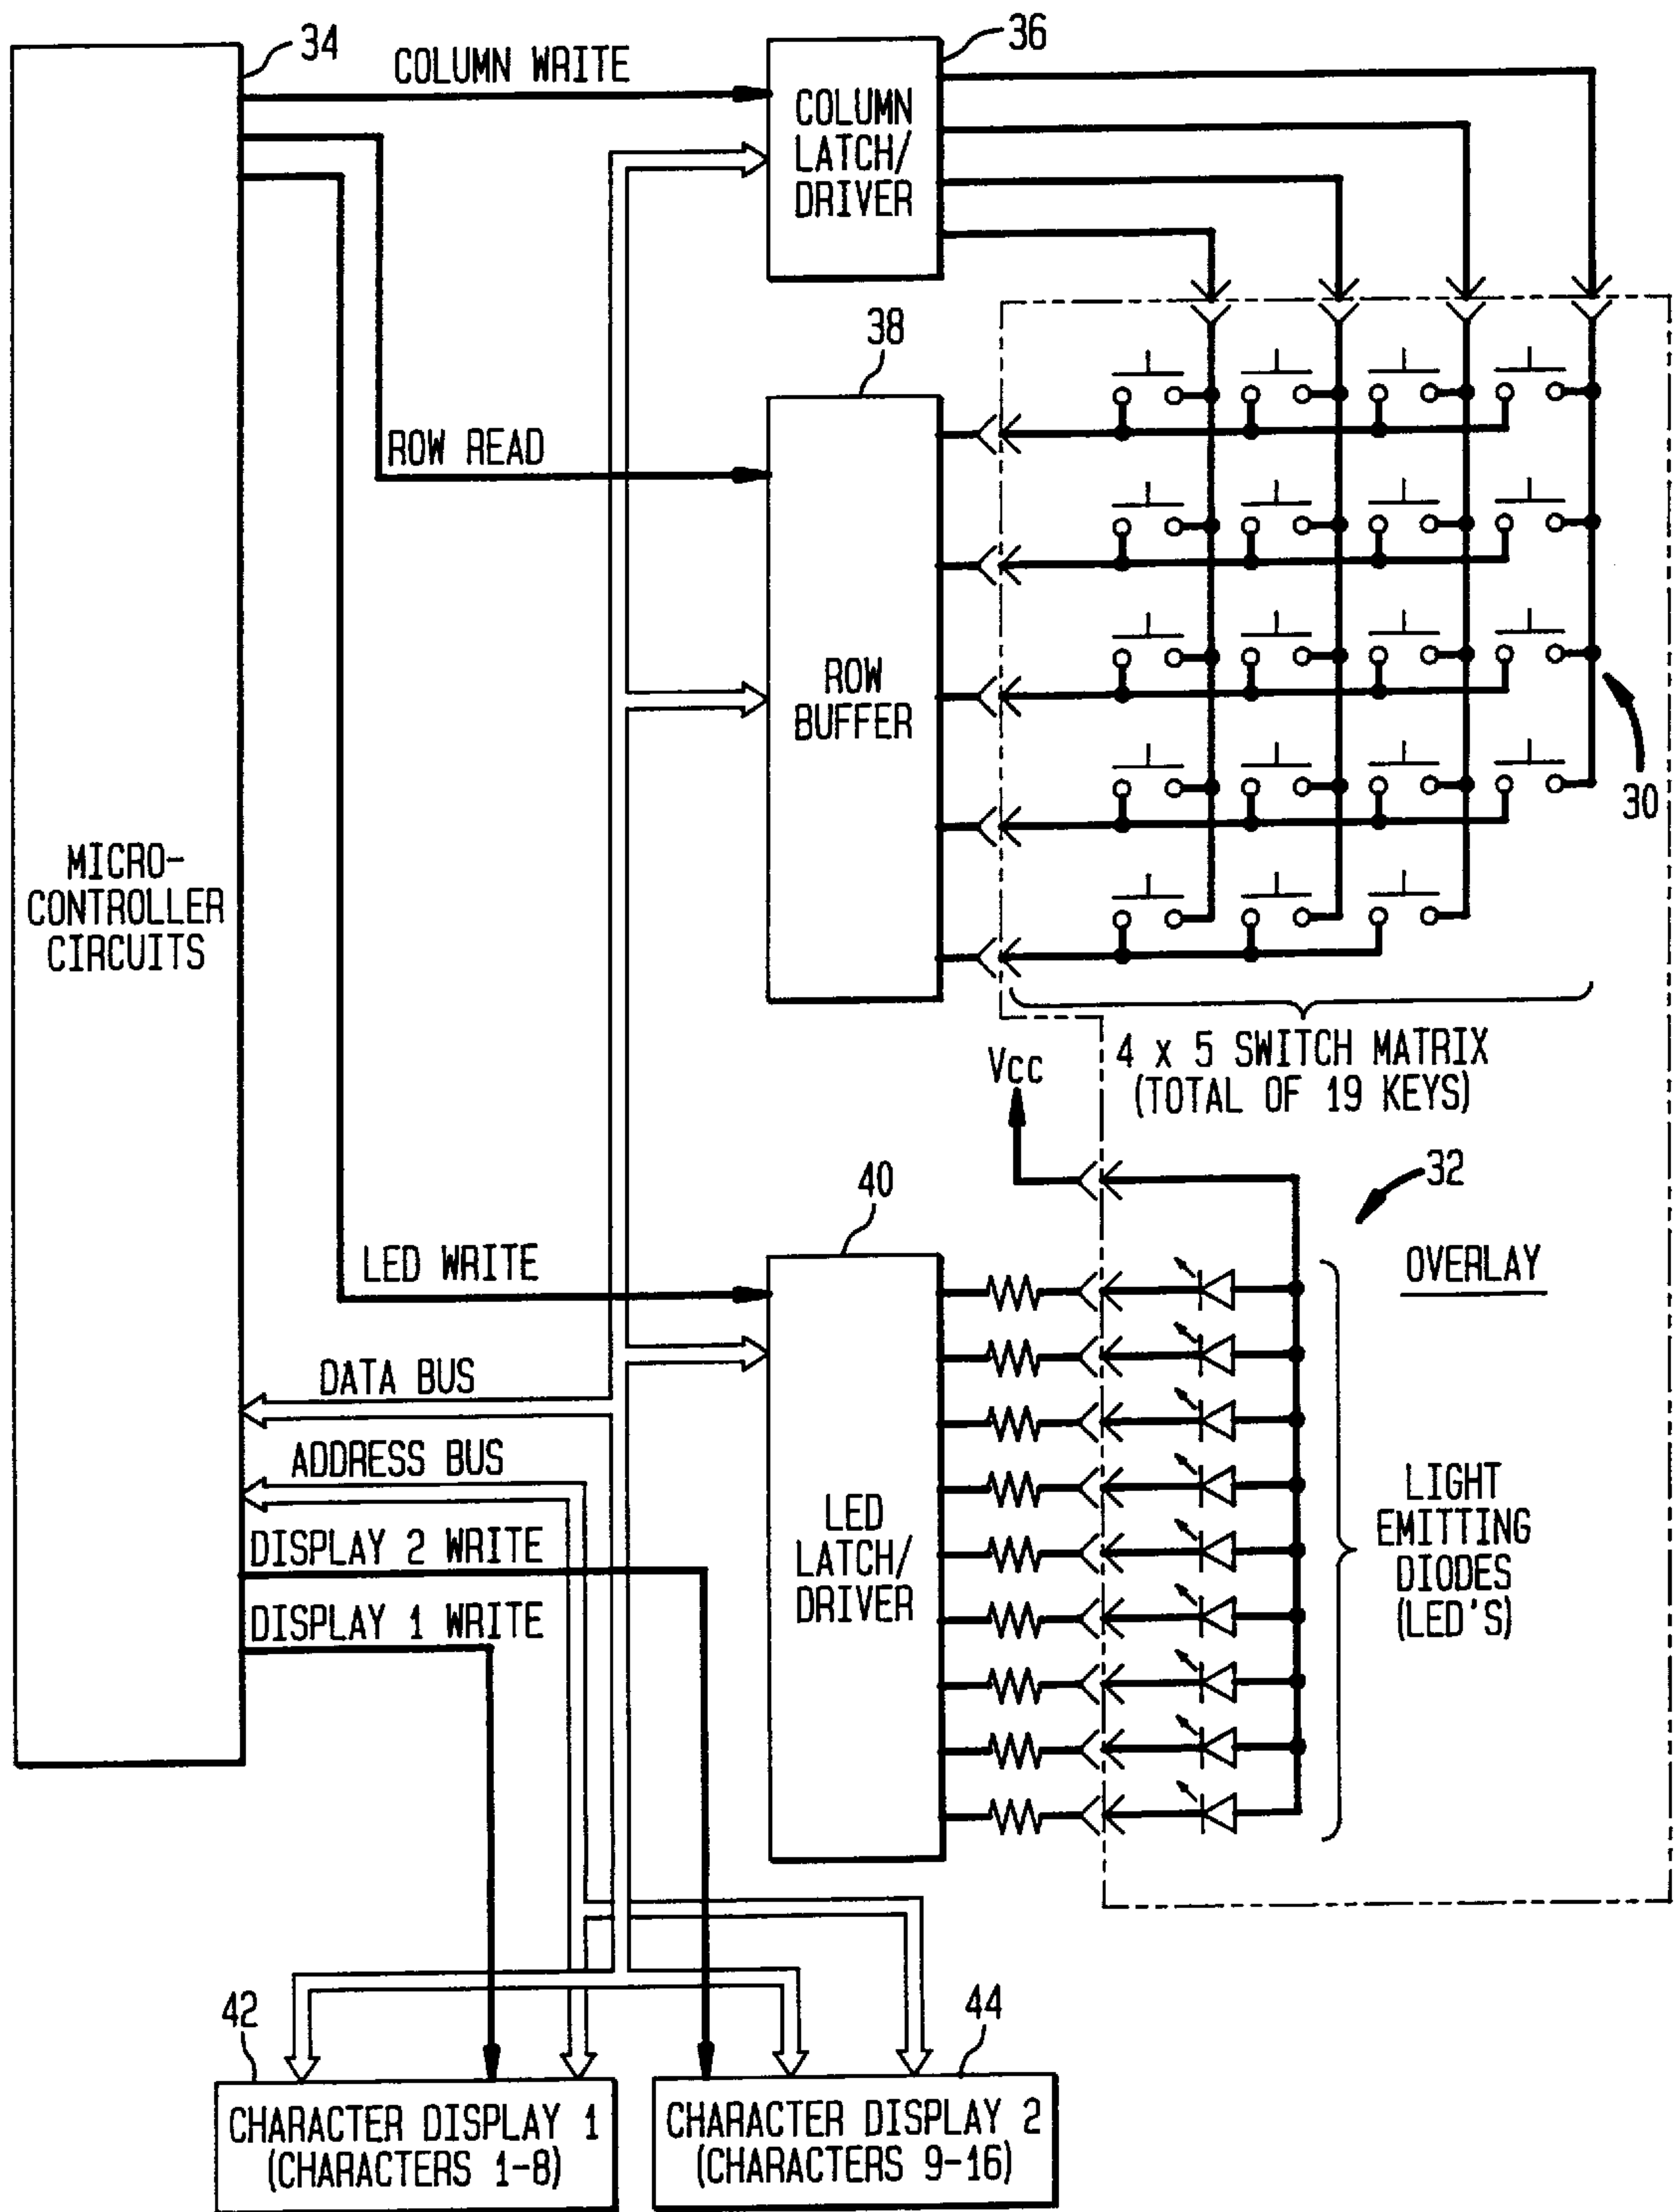 34
COLUMN WRITE
36
COLUMN
LATCH/
DRIVER
38
ROW READ
ROW
BUFFER
30
MICRO-
CONTROLLER
CIRCUITS
4 x 5 SWITCH MATRIX
(TOTAL OF 19 KEYS)
Vcc
32
40
OVERLAY
LED WRITE
DATA BUS
ADDRESS BUS
DISPLAY 2 WRITE
DISPLAY 1 WRITE
LED
LATCH/
DRIVER
LIGHT
EMITTING
DIODES
(LED'S)
42
44
CHARACTER DISPLAY 1
(CHARACTERS 1-8)
CHARACTER DISPLAY 2
(CHARACTERS 9-16)